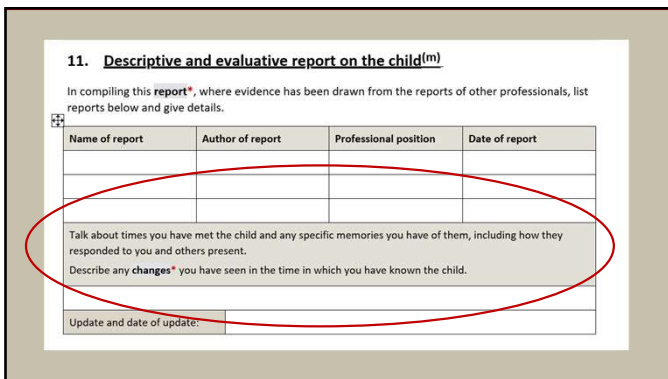 11. Descriptive and evaluative report on the child(m)
In compiling this report*, where evidence has been drawn from the reports of other professionals, list
reports below and give details.
Name of report Author of report Professional position Date of report
Talk about times you have met the child and any specific memories you have of them, including how they
responded to you and others present.
Describe any changes* you have seen in the time in which you have known the child.
Update and date of update: